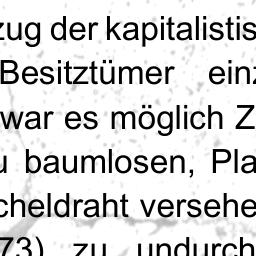 zug der kapitalistis
Besitztümer einz
war es möglich Z
u baumlosen, Pla
cheldraht versehe
73) zu undurch